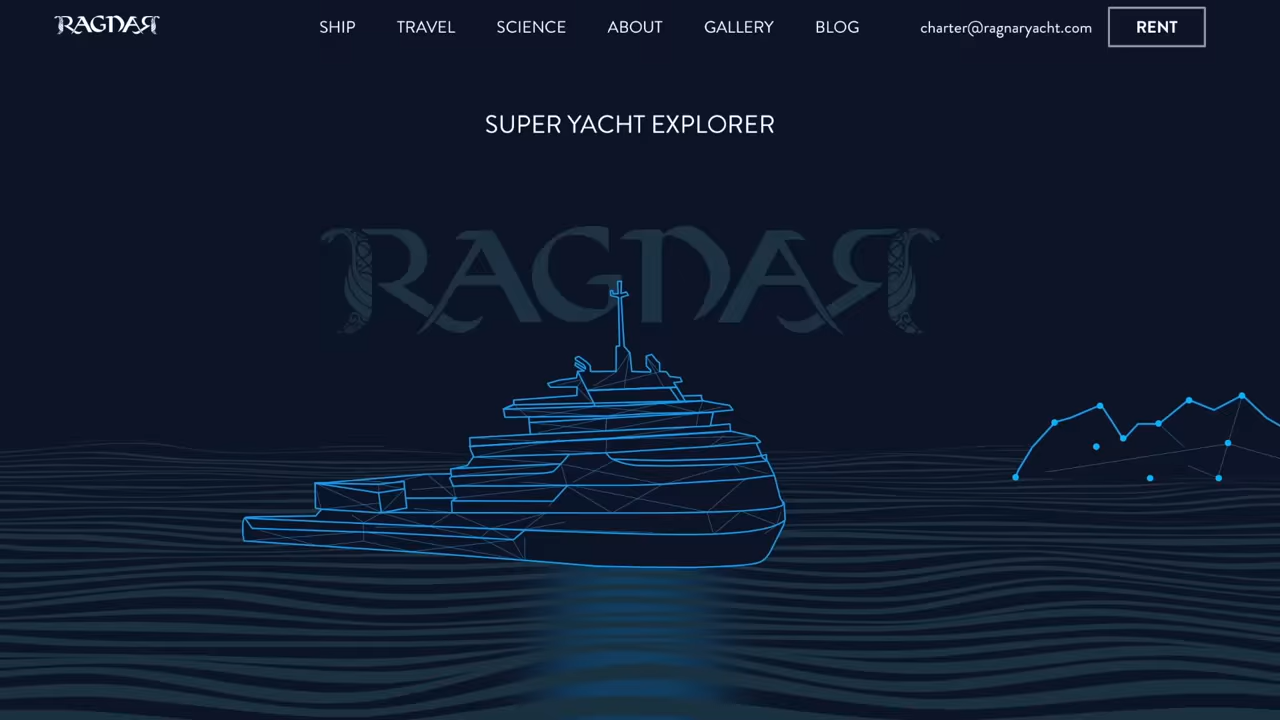 RAGNAR
SHIP
TRAVEL
SCIENCE
ABOUT
GALLERY
BLOG
charter@ragnaryacht.com
RENT
SUPER YACHT EXPLORER
RAGNAR